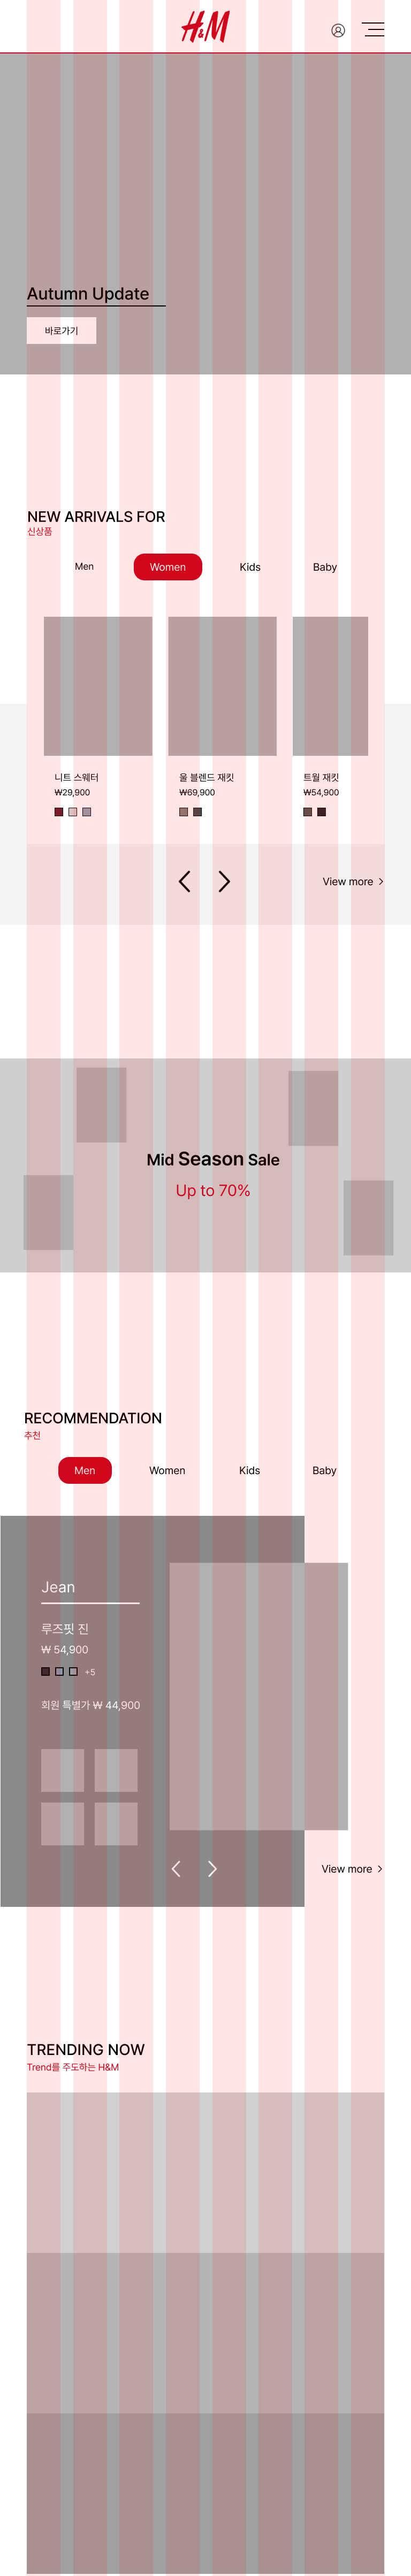 H&M
Autumn Update
바로가기
NEW ARRIVALS FOR
신상품
Men Women Kids Baby
니트 스웨터 울 블렌드 재킷 트윌 재킷
₩29,900 ₩69,900 ₩54,900
View more
Mid Season Sale
Up to 70%
RECOMMENDATION
추천
Men Women Kids Baby
Jean
루즈핏 진
₩ 54,900
+5
회원 특별가 ₩ 44,900
View more
TRENDING NOW
Trend를 주도하는 H&M